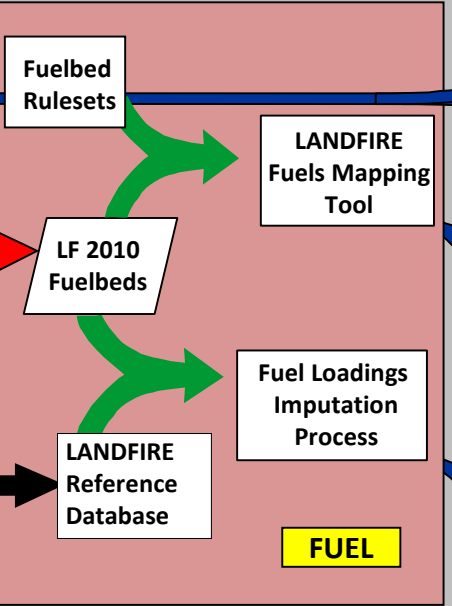 Fuelbed
Rulesets
LANDFIRE
Fuels Mapping
Tool
LF 2010
Fuelbeds
Fuel Loadings
Imputation
Process
LANDFIRE
Reference
Database
FUEL